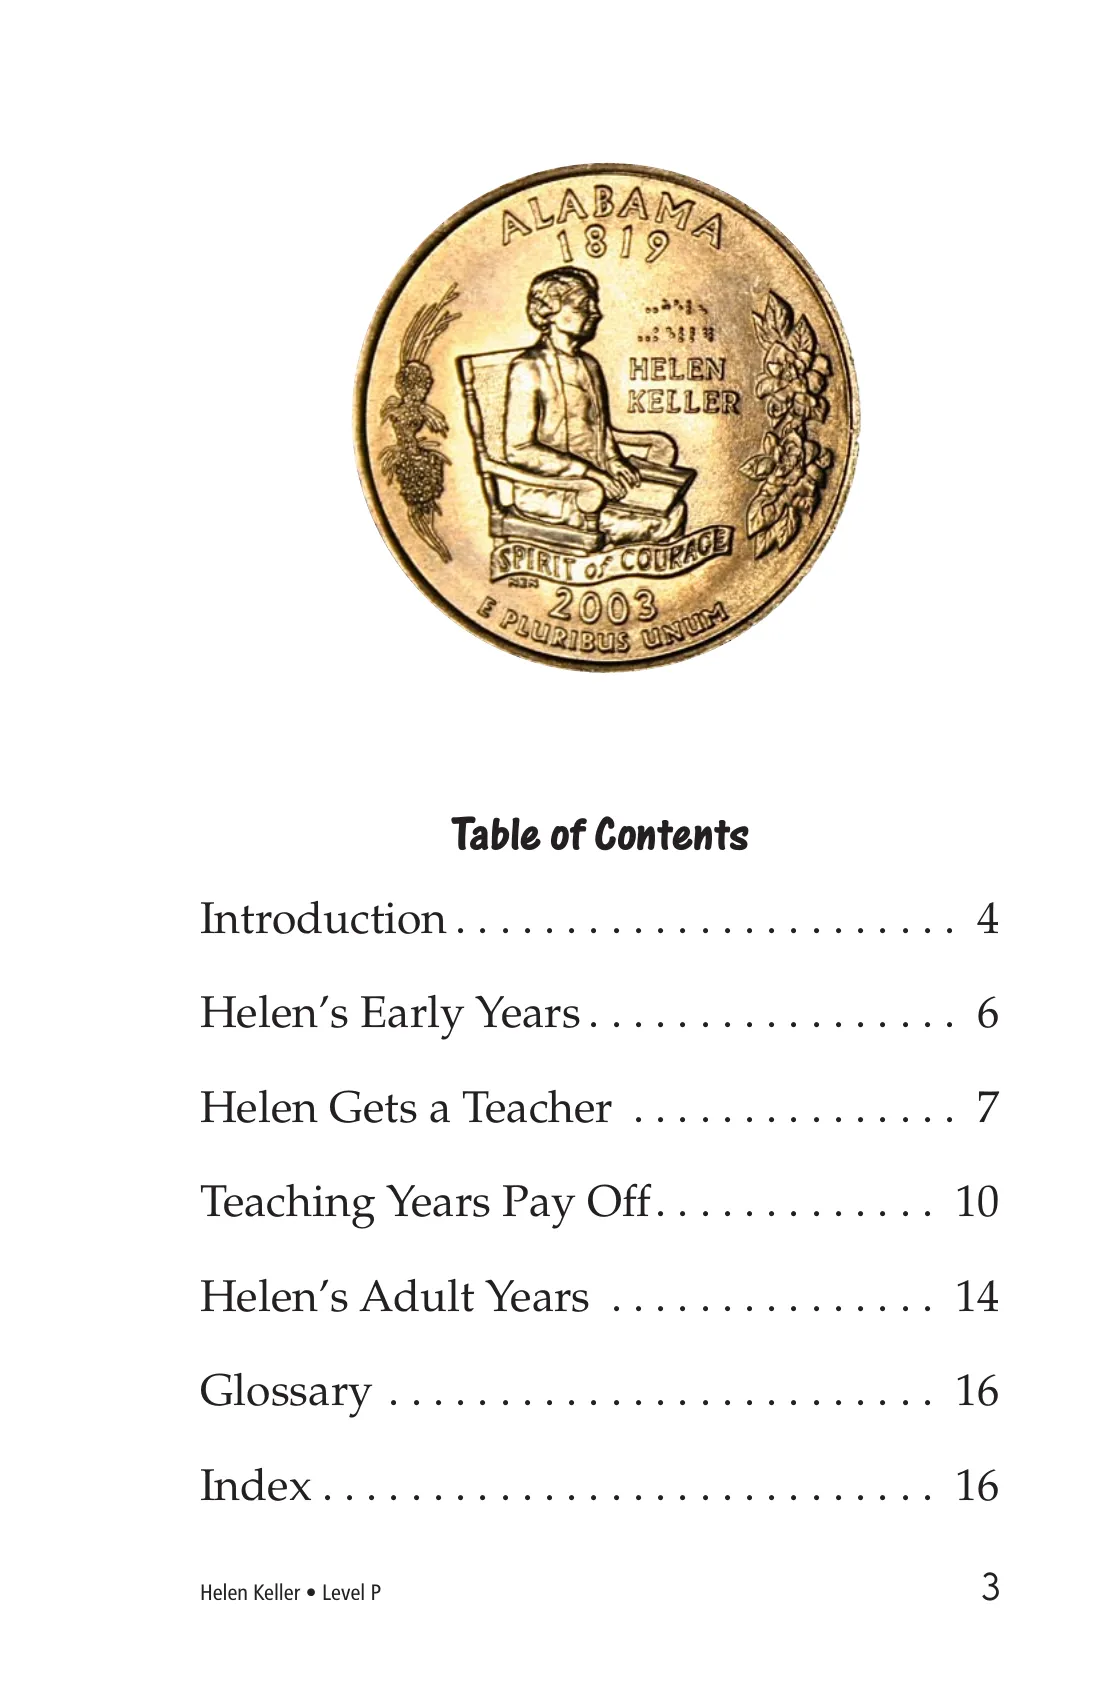 ALABAMA
1819
HELEN
KELLER
SPIRIT of COURAGE
2003
E PLURIBUS UNUM
Table of Contents
Introduction . . . . . . . . . . . . . . . . . . . . . . . 4
Helen’s Early Years . . . . . . . . . . . . . . . . . 6
Helen Gets a Teacher . . . . . . . . . . . . . . . 7
Teaching Years Pay Off . . . . . . . . . . . . . 10
Helen’s Adult Years . . . . . . . . . . . . . . . 14
Glossary . . . . . . . . . . . . . . . . . . . . . . . . . 16
Index . . . . . . . . . . . . . . . . . . . . . . . . . . . . 16
Helen Keller • Level P 3